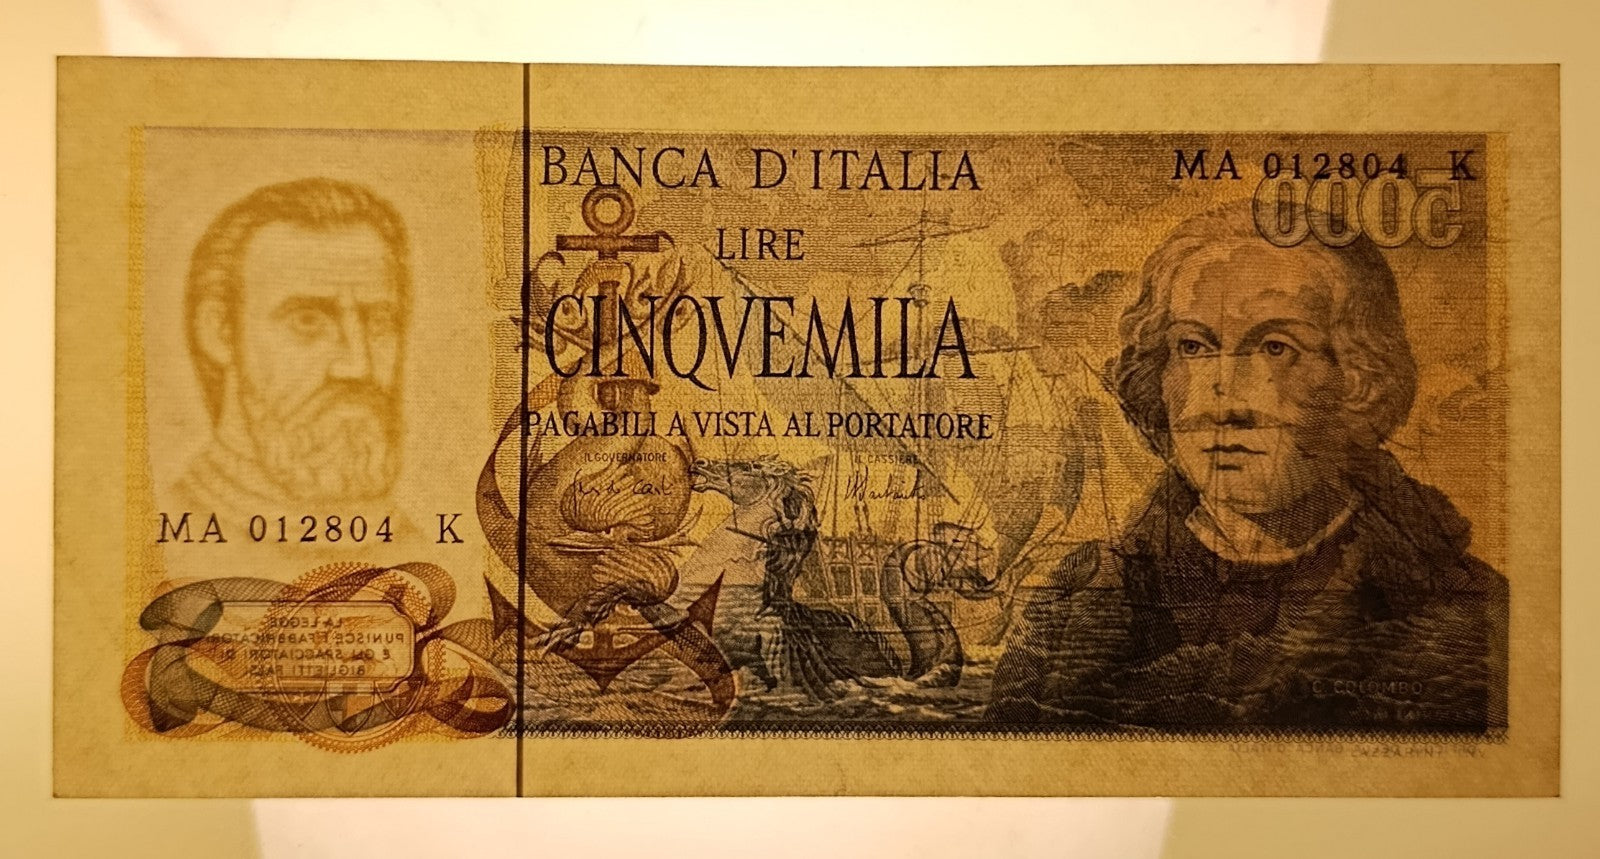 BANCA D'ITALIA
MA 012804 K
5000
LIRE
CINQVEMILA
PAGABILI A VISTA AL PORTATORE
IL GOVERNATORE
IL CASSIERE
MA 012804 K
LA LEGGE
PUNISCE I FABBRICATORI
E GLI SPACCIATORI DI
BIGLIETTI FALSI
C. COLOMBO